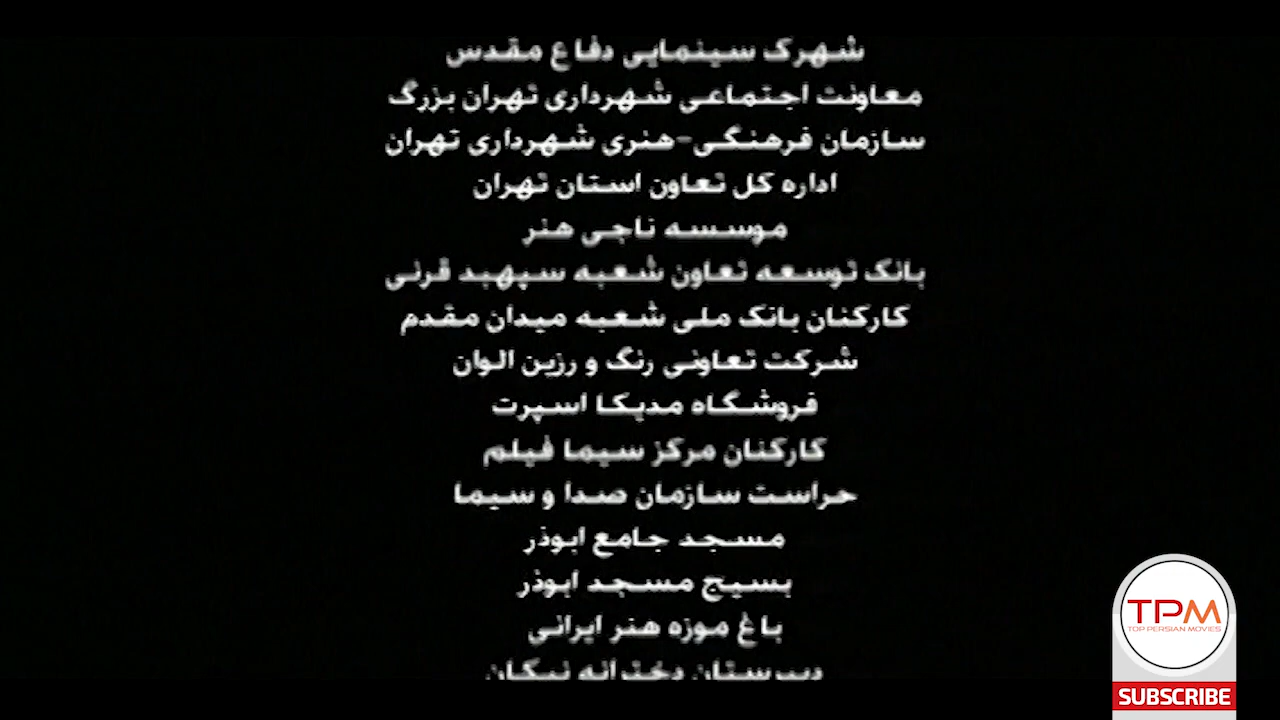 شهرک سینمایی دفاع مقدس
معاونت اجتماعی شهرداری تهران بزرگ
سازمان فرهنگی-هنری شهرداری تهران
اداره کل تعاون استان تهران
موسسه ناجی هنر
بانک توسعه تعاون شعبه سپهبد قرنی
کارکنان بانک ملی شعبه میدان مقدم
شرکت تعاونی رنگ و رزین الوان
فروشگاه مدیکا اسپرت
کارکنان مرکز سیما فیلم
حراست سازمان صدا و سیما
مسجد جامع ابوذر
بسیج مسجد ابوذر
باغ موزه هنر ایرانی
دبیرستان دخترانه نیکان
TPM
TOP PERSIAN MOVIES
SUBSCRIBE